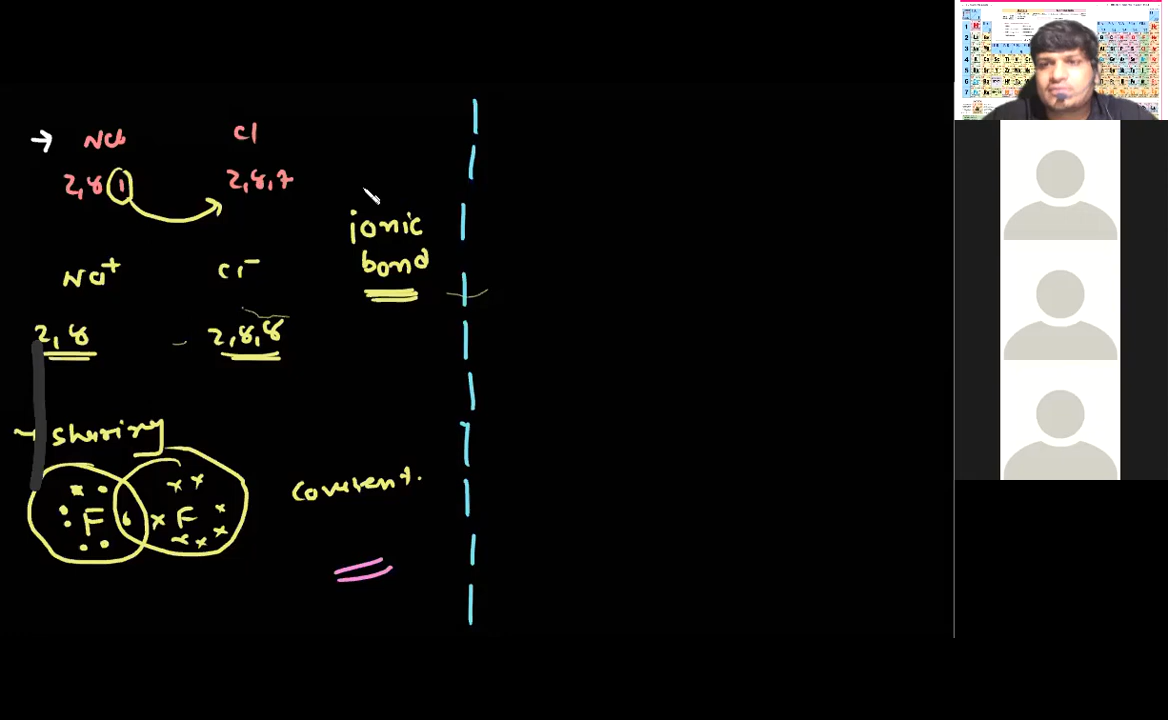 → Na Cl
2,8 1 2,8,7
ionic
bond
Na+ Cl-
2,8 - 2,8,8
sharing
F F
Covalent.